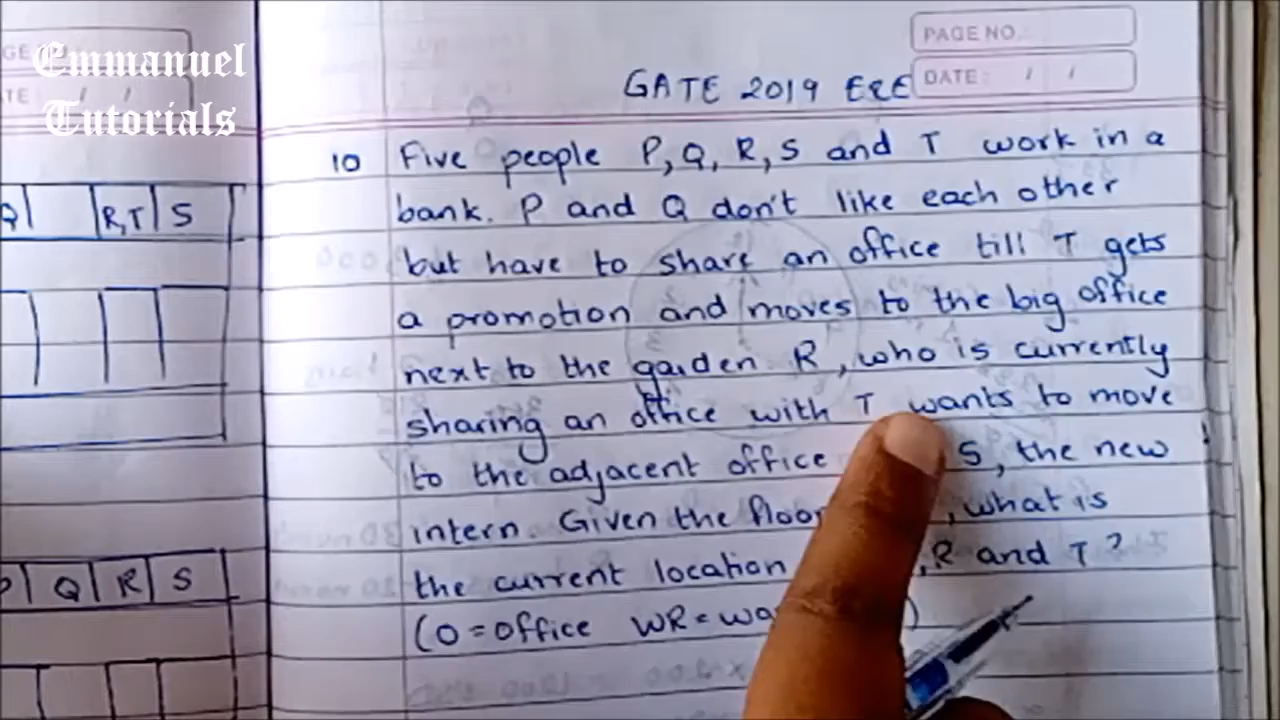 Emmanuel
Tutorials
PAGE NO.
DATE: / /
GATE 2019 E&E
Q R,T S
10 Five people P, Q, R, S and T work in a
bank. P and Q don't like each other
but have to share an office till T gets
a promotion and moves to the big office
next to the garden R, who is currently
sharing an office with T wants to move
to the adjacent office S, the new
intern. Given the floor , what is
the current location , R and T?
(O = office WR = )
Q R S